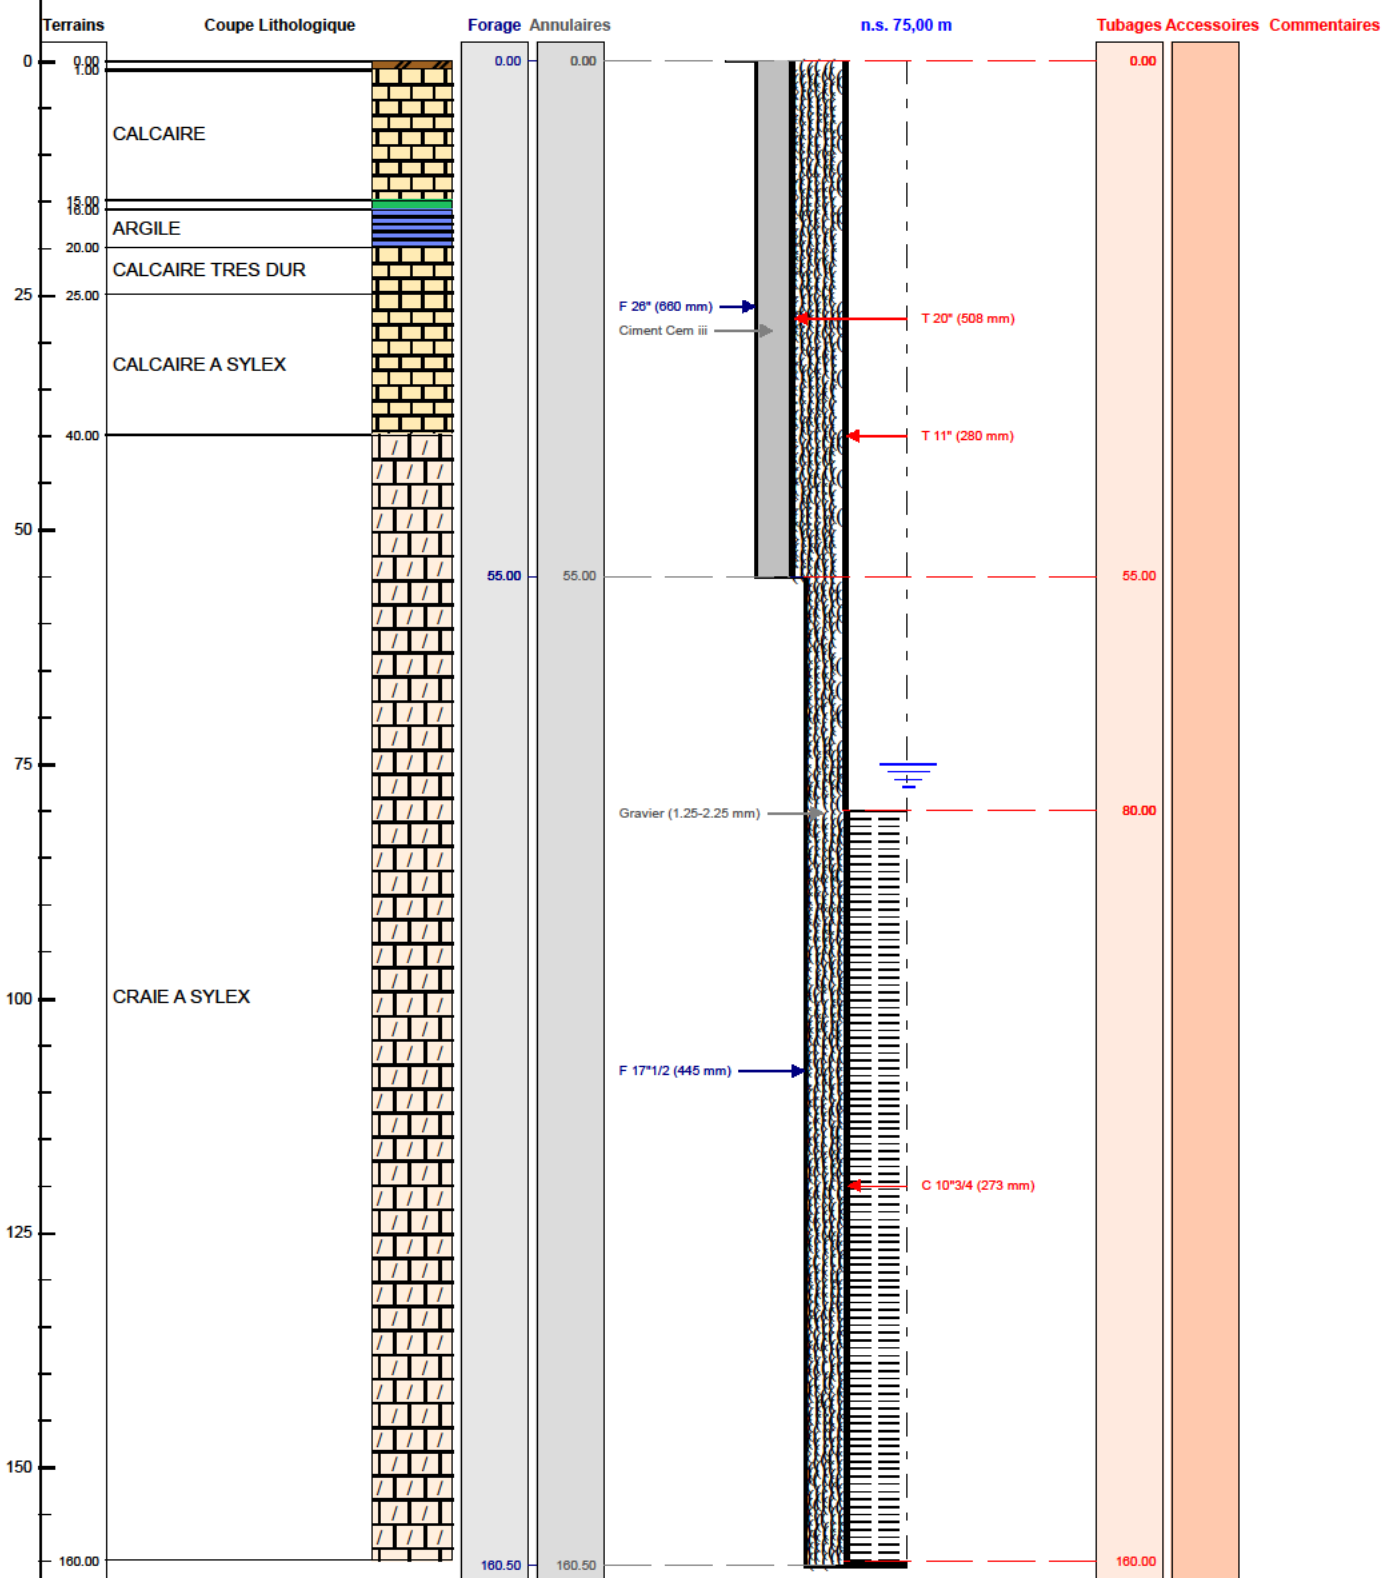 Terrains Coupe Lithologique Forage Annulaires n.s. 75,00 m Tubages Accessoires Commentaires
0 0.00 0.00 0.00 0.00
1.00
CALCAIRE
15.00
16.00
ARGILE
20.00
CALCAIRE TRES DUR
25 25.00
F 26" (660 mm)
T 20" (508 mm)
Ciment Cem iii
CALCAIRE A SYLEX
40.00 T 11" (280 mm)
50
55.00 55.00 55.00
75
Gravier (1.25-2.25 mm) 80.00
100 CRAIE A SYLEX
F 17"1/2 (445 mm)
C 10"3/4 (273 mm)
125
150
160.00 160.50 160.50 160.00